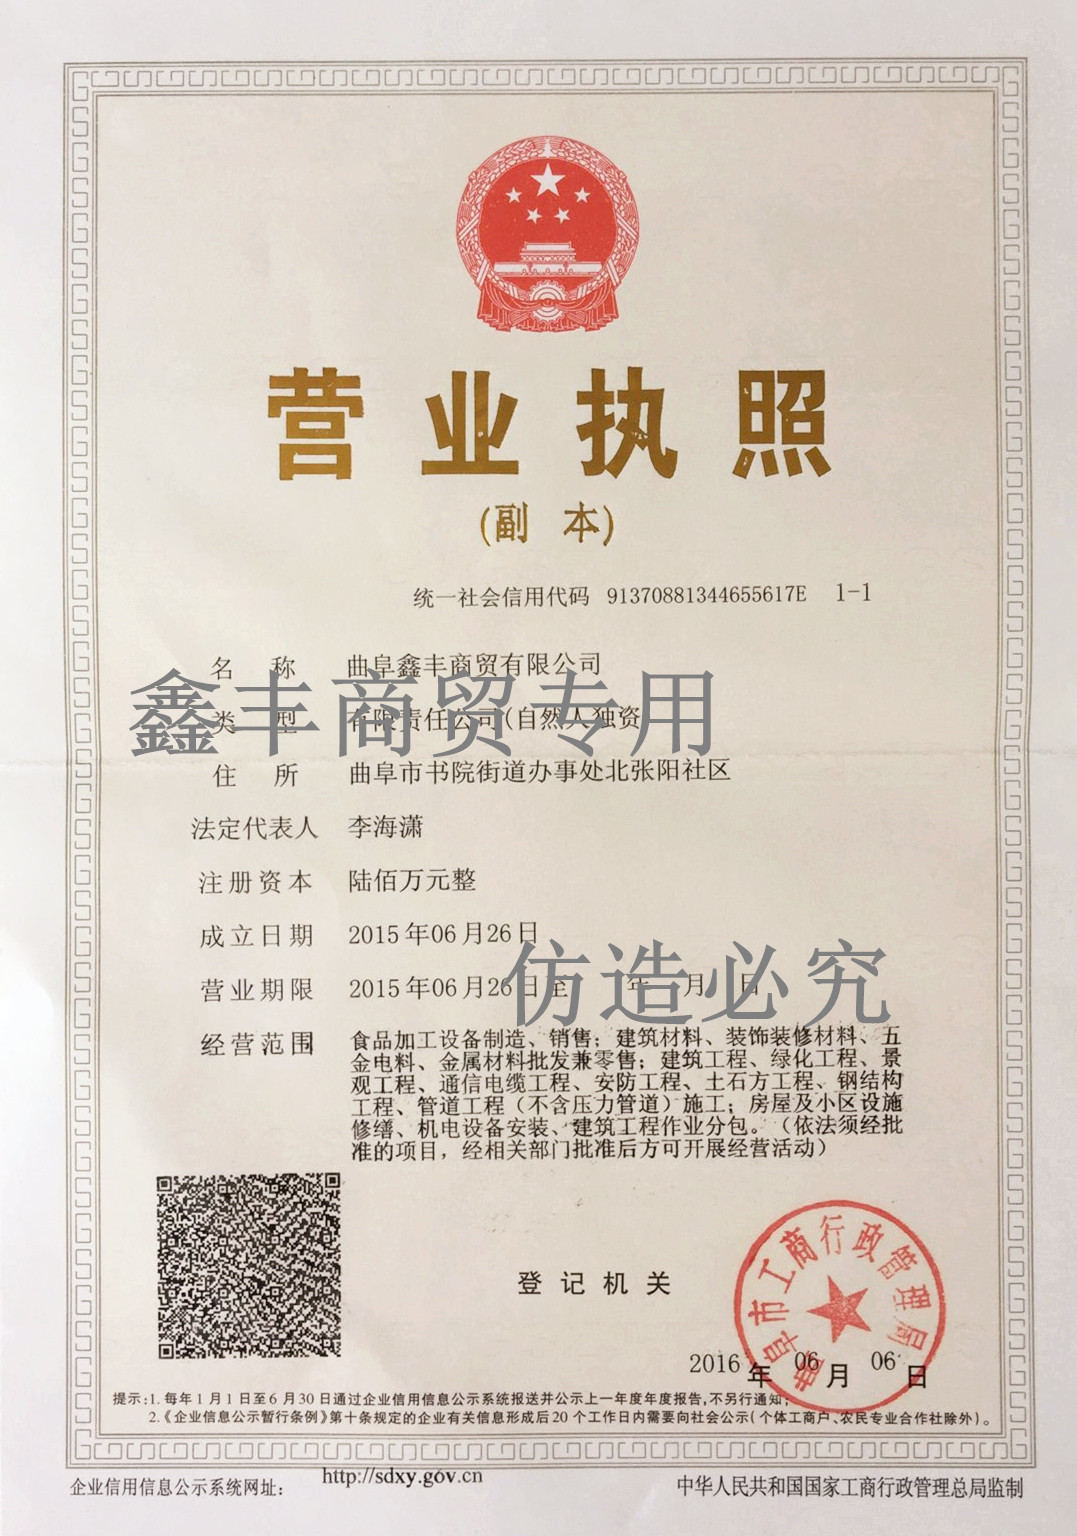 营业执照
(副 本)
统一社会信用代码 91370881344655617E 1-1
名 称 曲阜鑫丰商贸有限公司
鑫丰商贸专用
类 型 有限责任公司(自然人独资
住 所 曲阜市书院街道办事处北张阳社区
法定代表人 李海潇
注册资本 陆佰万元整
成立日期 2015年06月26日
仿造必究
营业期限 2015年06月26日至 年 月 日
经营范围 食品加工设备制造、销售；建筑材料、装饰装修材料、五
金电料、金属材料批发兼零售；建筑工程、绿化工程、景
观工程、通信电缆工程、安防工程、土石方工程、钢结构
工程、管道工程（不含压力管道）施工；房屋及小区设施
修缮、机电设备安装、建筑工程作业分包。（依法须经批
准的项目，经相关部门批准后方可开展经营活动）
登记机关
曲阜市工商行政管理局
2016 年 06 月 06 日
提示：1. 每年1月1日至6月30日通过企业信用信息公示系统报送并公示上一年度年度报告，不另行通知；
2.《企业信息公示暂行条例》第十条规定的企业有关信息形成后20个工作日内需要向社会公示（个体工商户、农民专业合作社除外）。
企业信用信息公示系统网址： http://sdxy.gov.cn 中华人民共和国国家工商行政管理总局监制